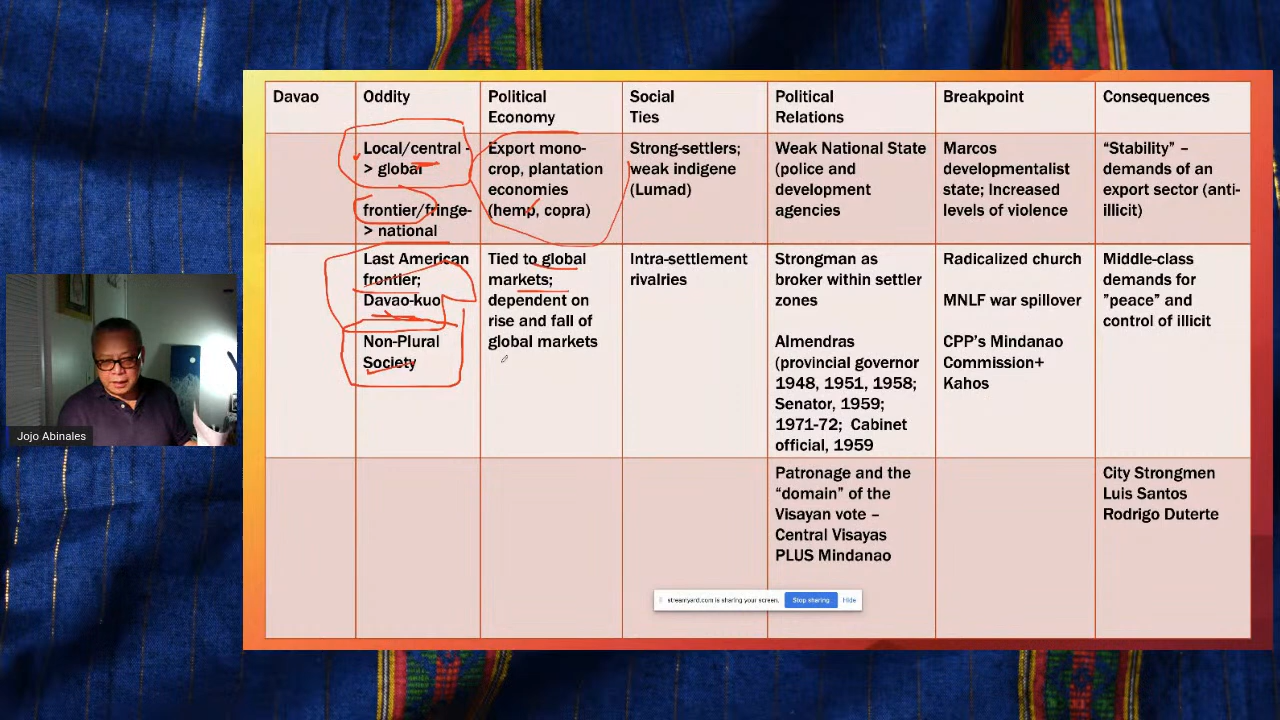 Davao
Oddity
Political
Economy
Social
Ties
Political
Relations
Breakpoint
Consequences
Local/central -
> global
frontier/fringe-
> national
Export mono-
crop, plantation
economies
(hemp, copra)
Strong-settlers;
weak indigene
(Lumad)
Weak National State
(police and
development
agencies
Marcos
developmentalist
state; Increased
levels of violence
“Stability” –
demands of an
export sector (anti-
illicit)
Last American
frontier;
Davao-kuo
Non-Plural
Society
Tied to global
markets;
dependent on
rise and fall of
global markets
Intra-settlement
rivalries
Strongman as
broker within settler
zones
Almendras
(provincial governor
1948, 1951, 1958;
Senator, 1959;
1971-72; Cabinet
official, 1959
Radicalized church
MNLF war spillover
CPP’s Mindanao
Commission+
Kahos
Middle-class
demands for
”peace” and
control of illicit
Patronage and the
“domain” of the
Visayan vote –
Central Visayas
PLUS Mindanao
City Strongmen
Luis Santos
Rodrigo Duterte
Jojo Abinales
streamyard.com is sharing your screen.
Stop sharing
Hide